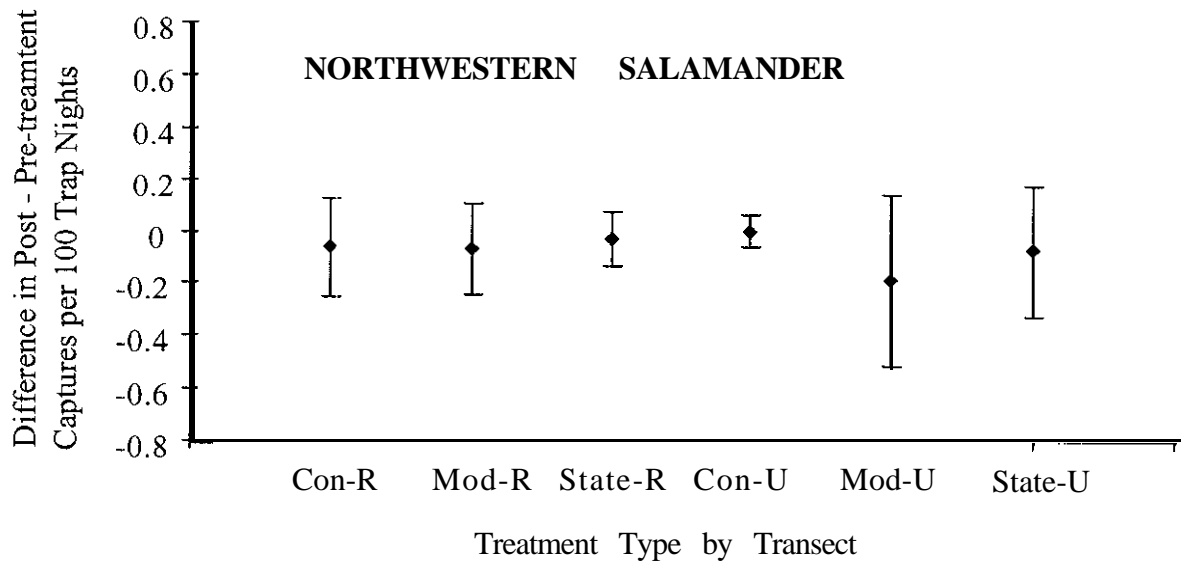 Difference in Post - Pre-treamtent
Captures per 100 Trap Nights
0.8
0.6
0.4
0.2
0
-0.2
-0.4
-0.6
-0.8
NORTHWESTERN SALAMANDER
Con-R Mod-R State-R Con-U Mod-U State-U
Treatment Type by Transect